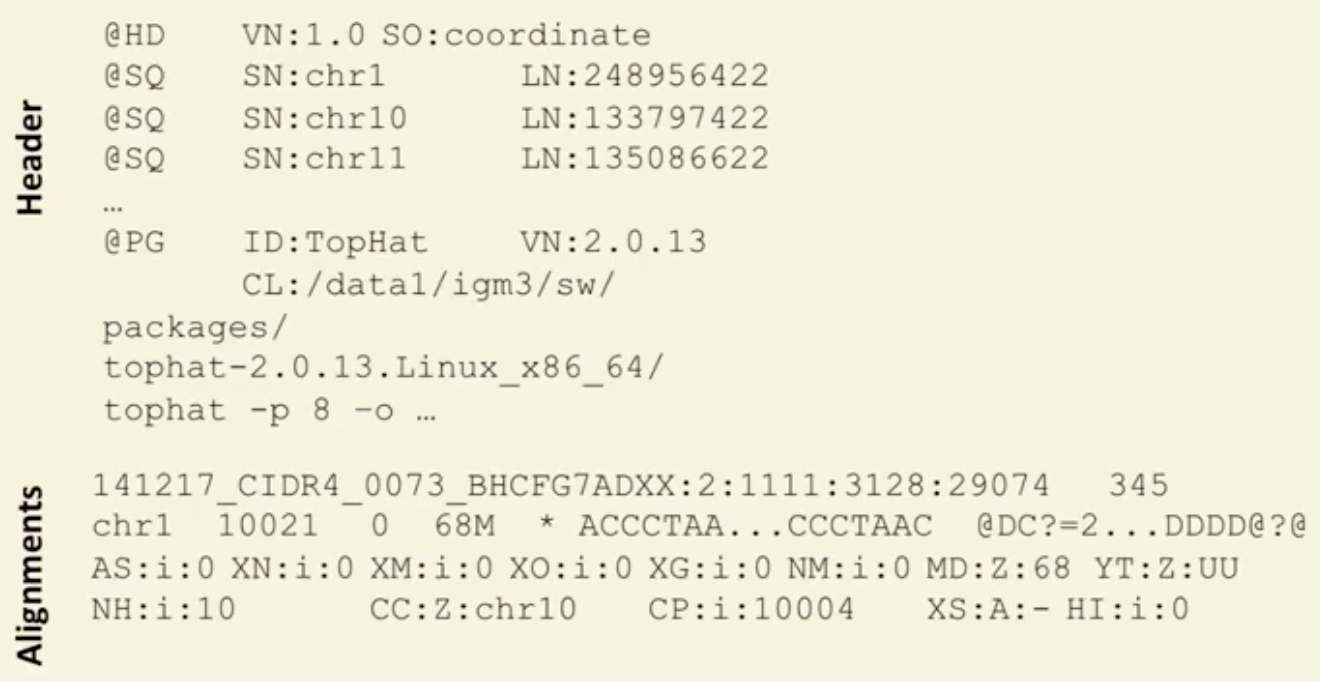 Header
@HD VN:1.0 SO:coordinate
@SQ SN:chr1 LN:248956422
@SQ SN:chr10 LN:133797422
@SQ SN:chr11 LN:135086622
…
@PG ID:TopHat VN:2.0.13
CL:/data1/igm3/sw/
packages/
tophat-2.0.13.Linux_x86_64/
tophat -p 8 -o …
Alignments
141217_CIDR4_0073_BHCFG7ADXX:2:1111:3128:29074 345
chr1 10021 0 68M * ACCCTAA...CCCTAAC @DC?=2...DDDD@?@
AS:i:0 XN:i:0 XM:i:0 XO:i:0 XG:i:0 NM:i:0 MD:Z:68 YT:Z:UU
NH:i:10 CC:Z:chr10 CP:i:10004 XS:A:- HI:i:0